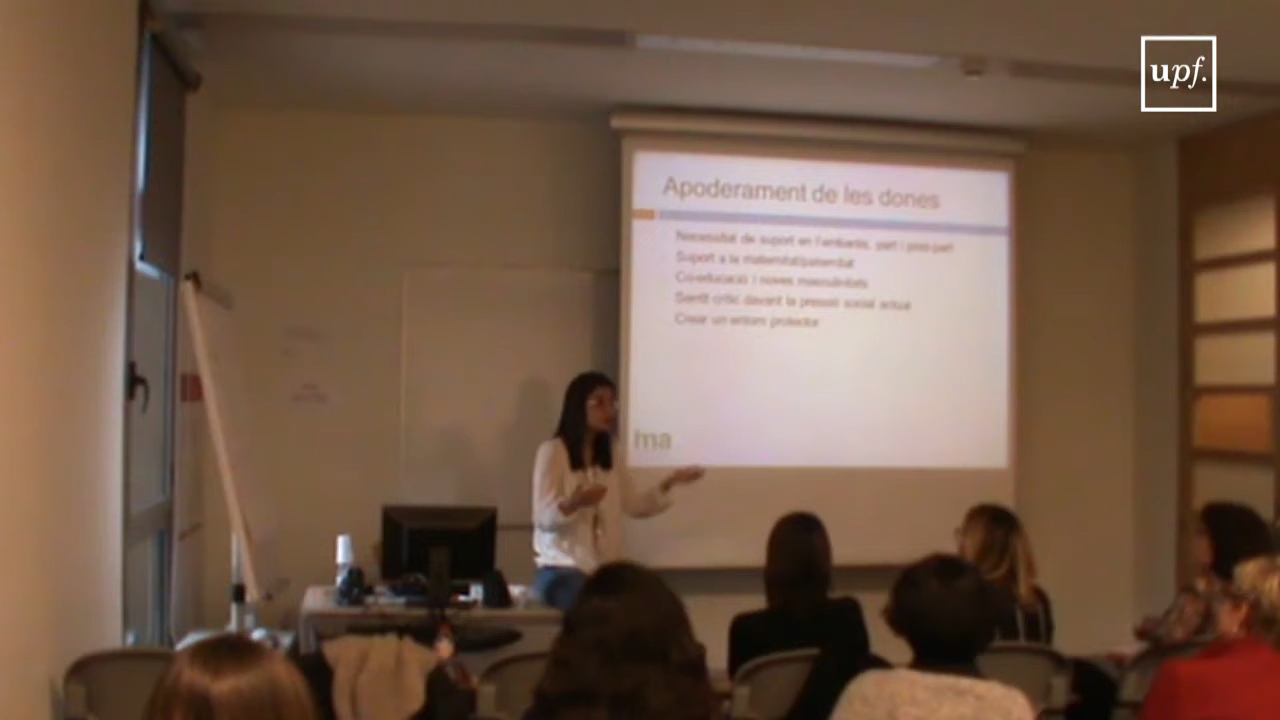 upf.
Apoderament de les dones
Necessitat de suport en l'embaràs, part i post-part
Suport a la maternitat/paternitat
Co-educació i noves masculinitats
Sentit crític davant la pressió social actual
Crear un entorn protector
ma